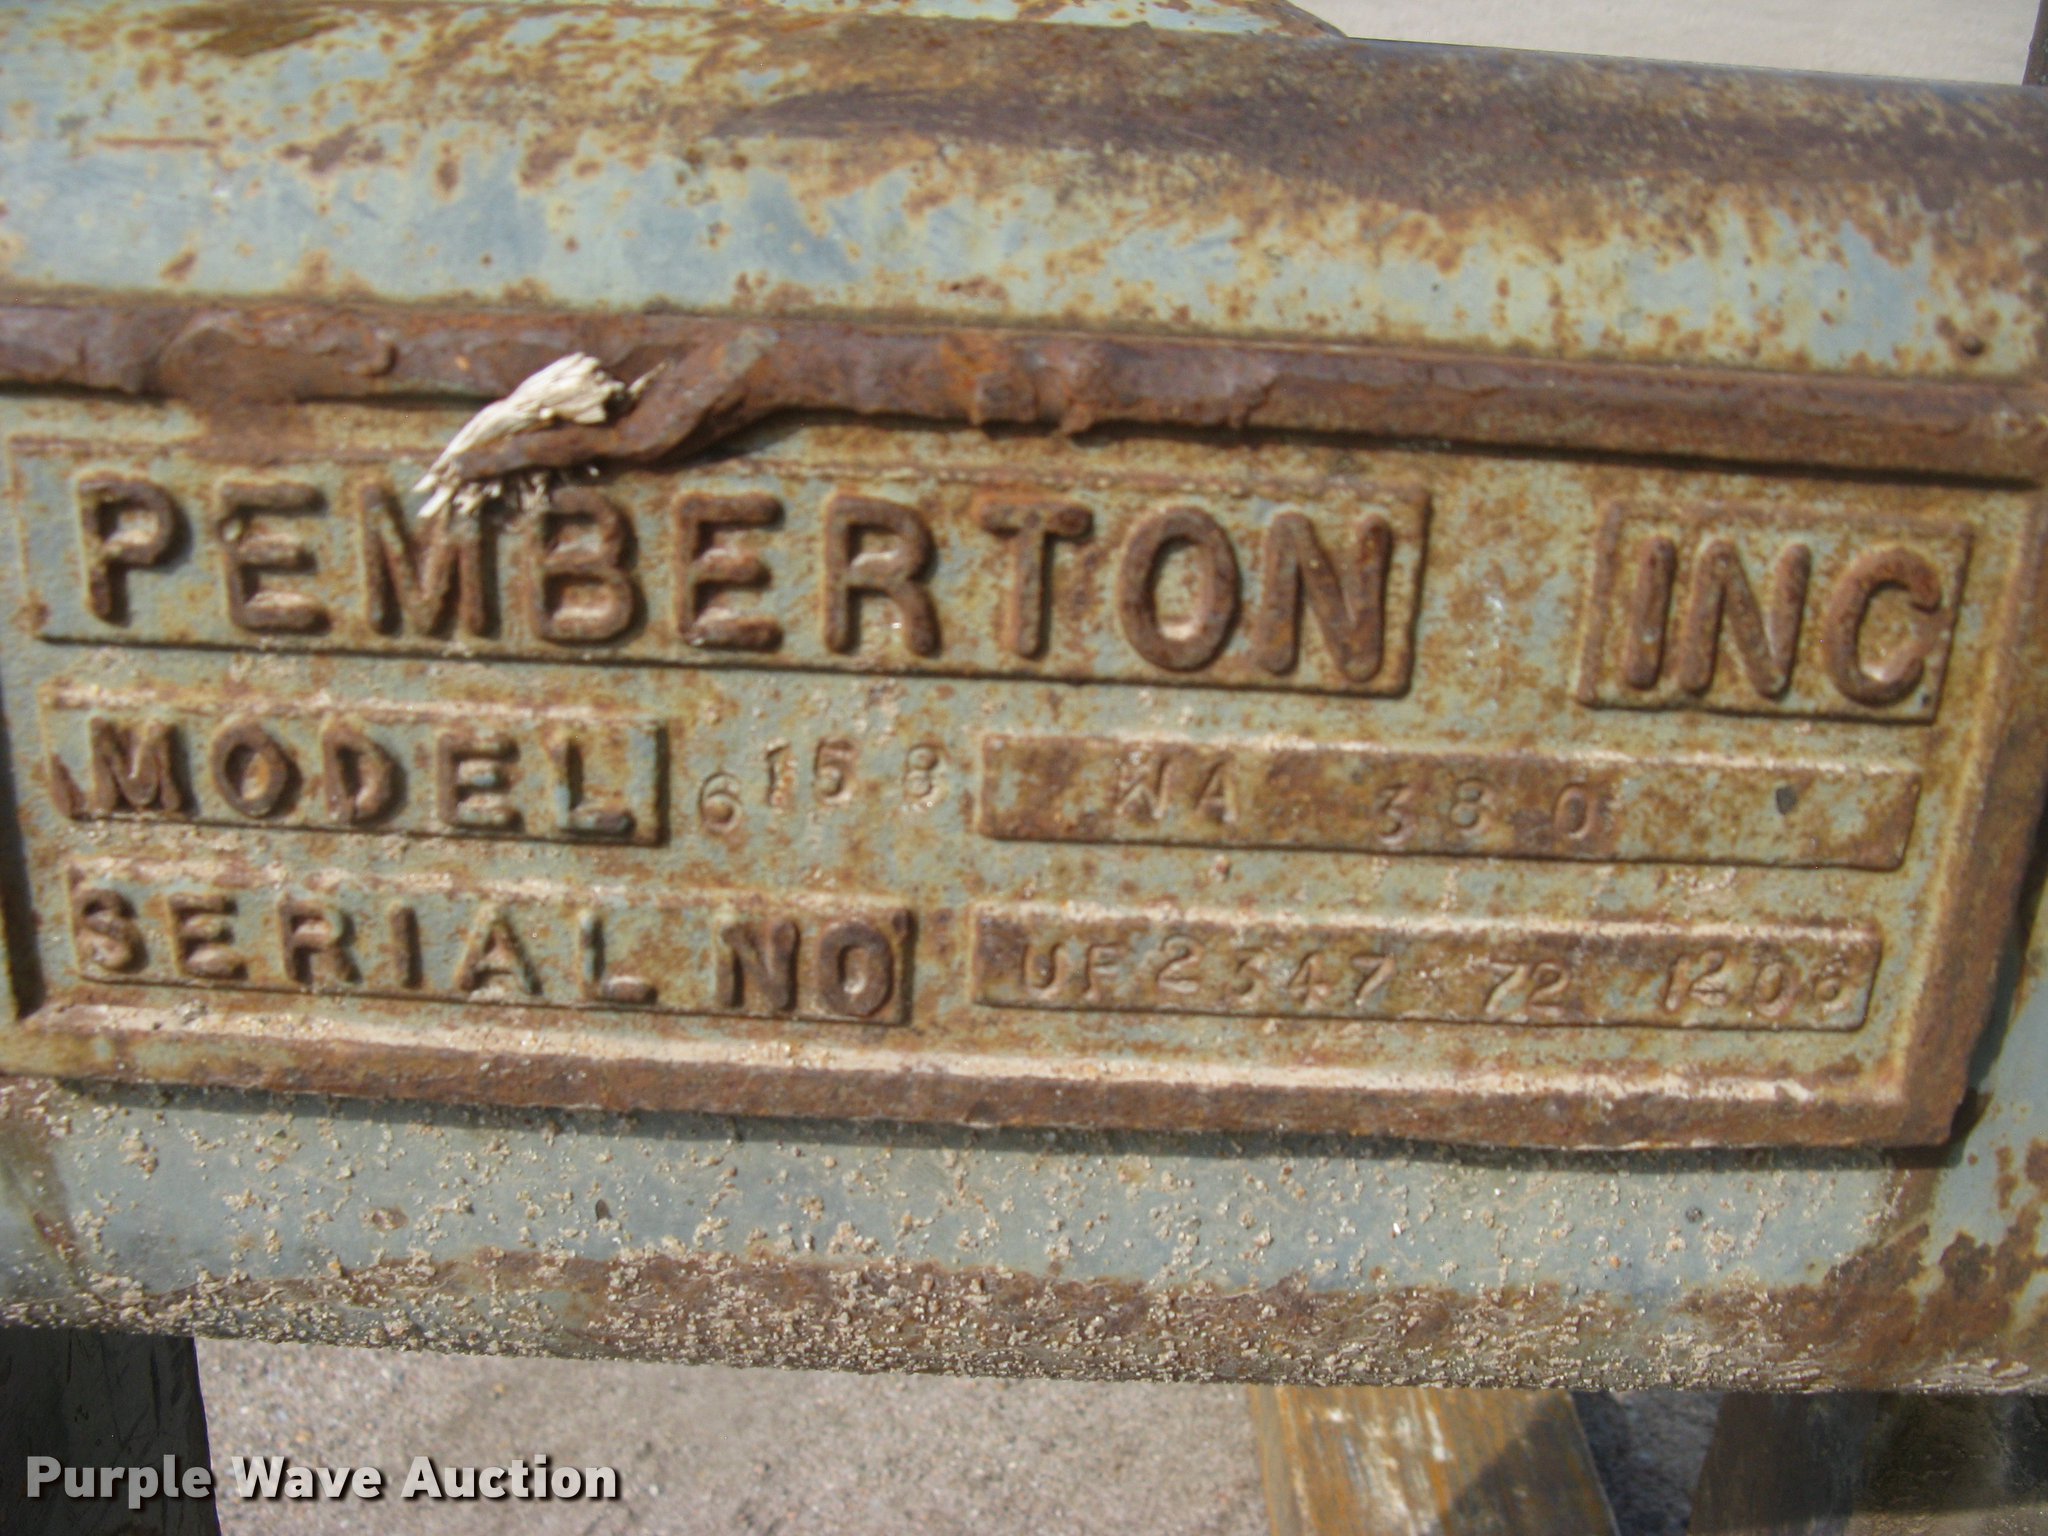 PEMBERTON INC
MODEL 6158 WA 380
SERIAL NO UF2347 72 1206
Purple Wave Auction